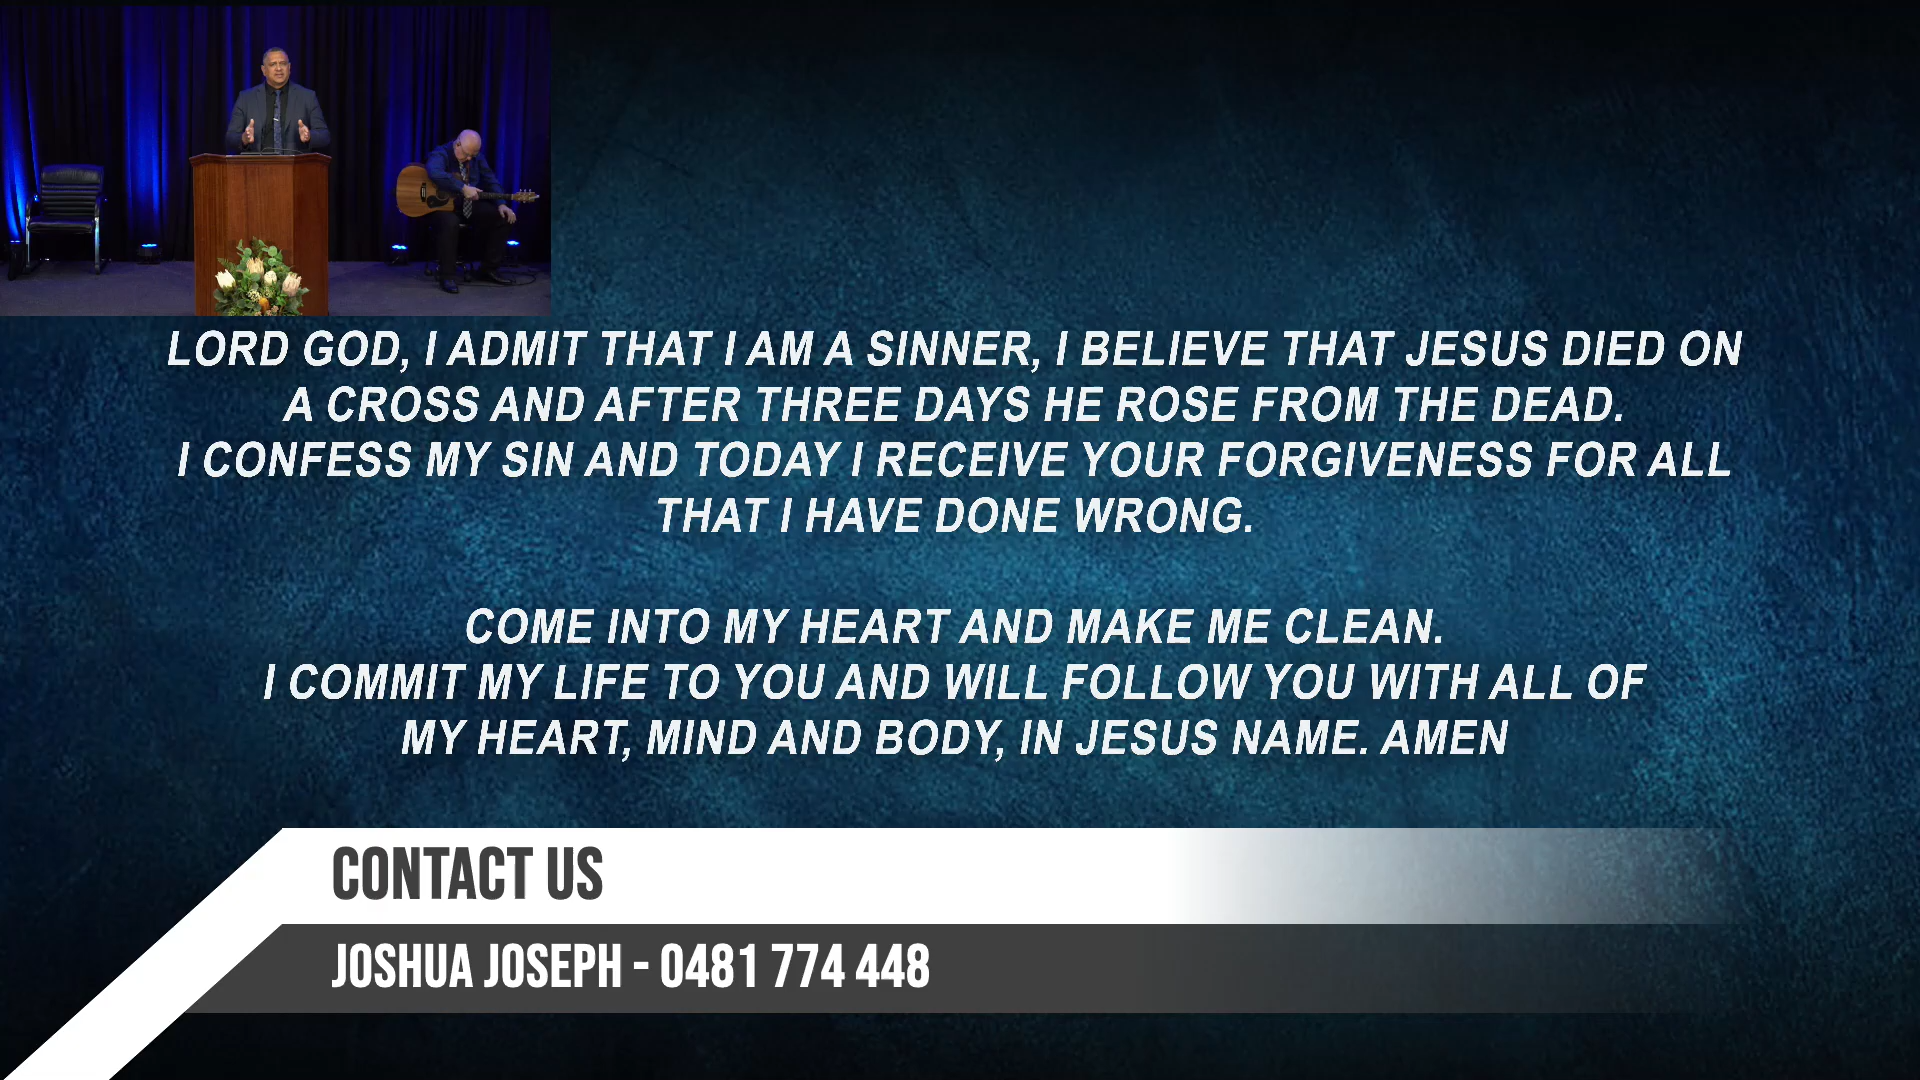 LORD GOD, I ADMIT THAT I AM A SINNER, I BELIEVE THAT JESUS DIED ON
A CROSS AND AFTER THREE DAYS HE ROSE FROM THE DEAD.
I CONFESS MY SIN AND TODAY I RECEIVE YOUR FORGIVENESS FOR ALL
THAT I HAVE DONE WRONG.
COME INTO MY HEART AND MAKE ME CLEAN.
I COMMIT MY LIFE TO YOU AND WILL FOLLOW YOU WITH ALL OF
MY HEART, MIND AND BODY, IN JESUS NAME. AMEN
CONTACT US
JOSHUA JOSEPH - 0481 774 448